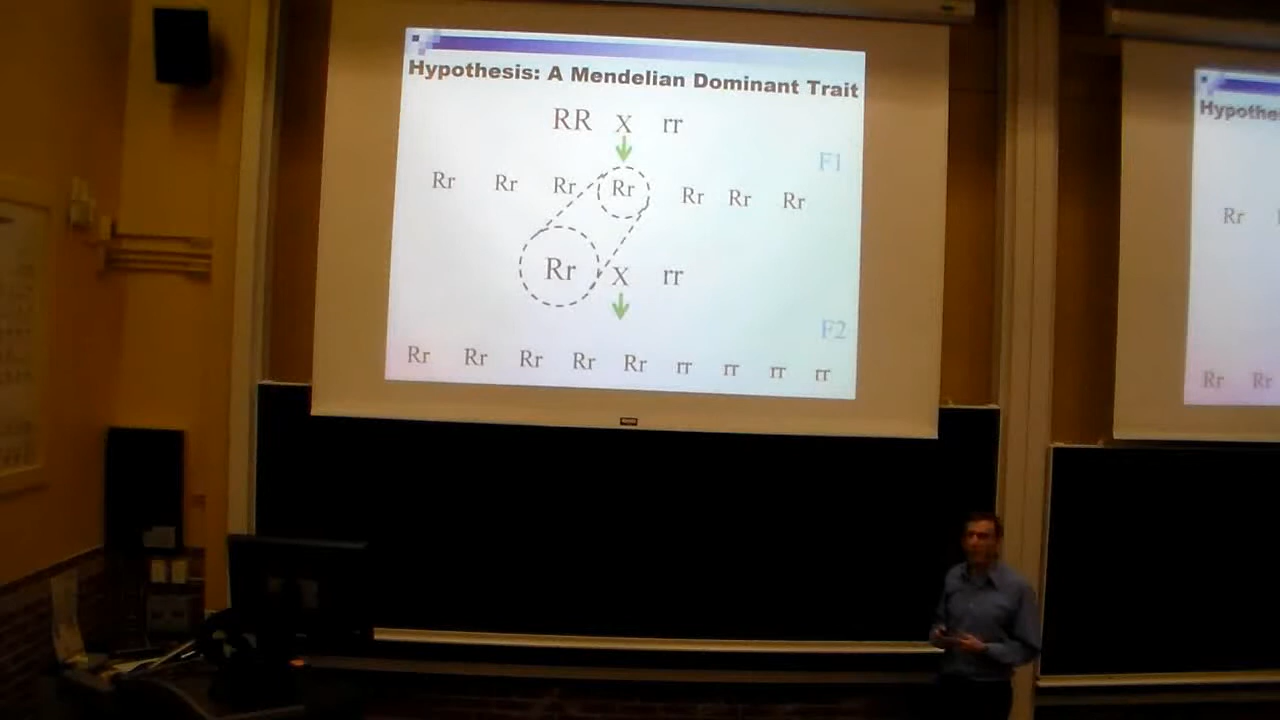 Hypothesis: A Mendelian Dominant Trait
RR X rr
F1
Rr Rr Rr Rr Rr Rr Rr
Rr X rr
F2
Rr Rr Rr Rr Rr rr rr rr rr
Hypothe
Rr
Rr Rr